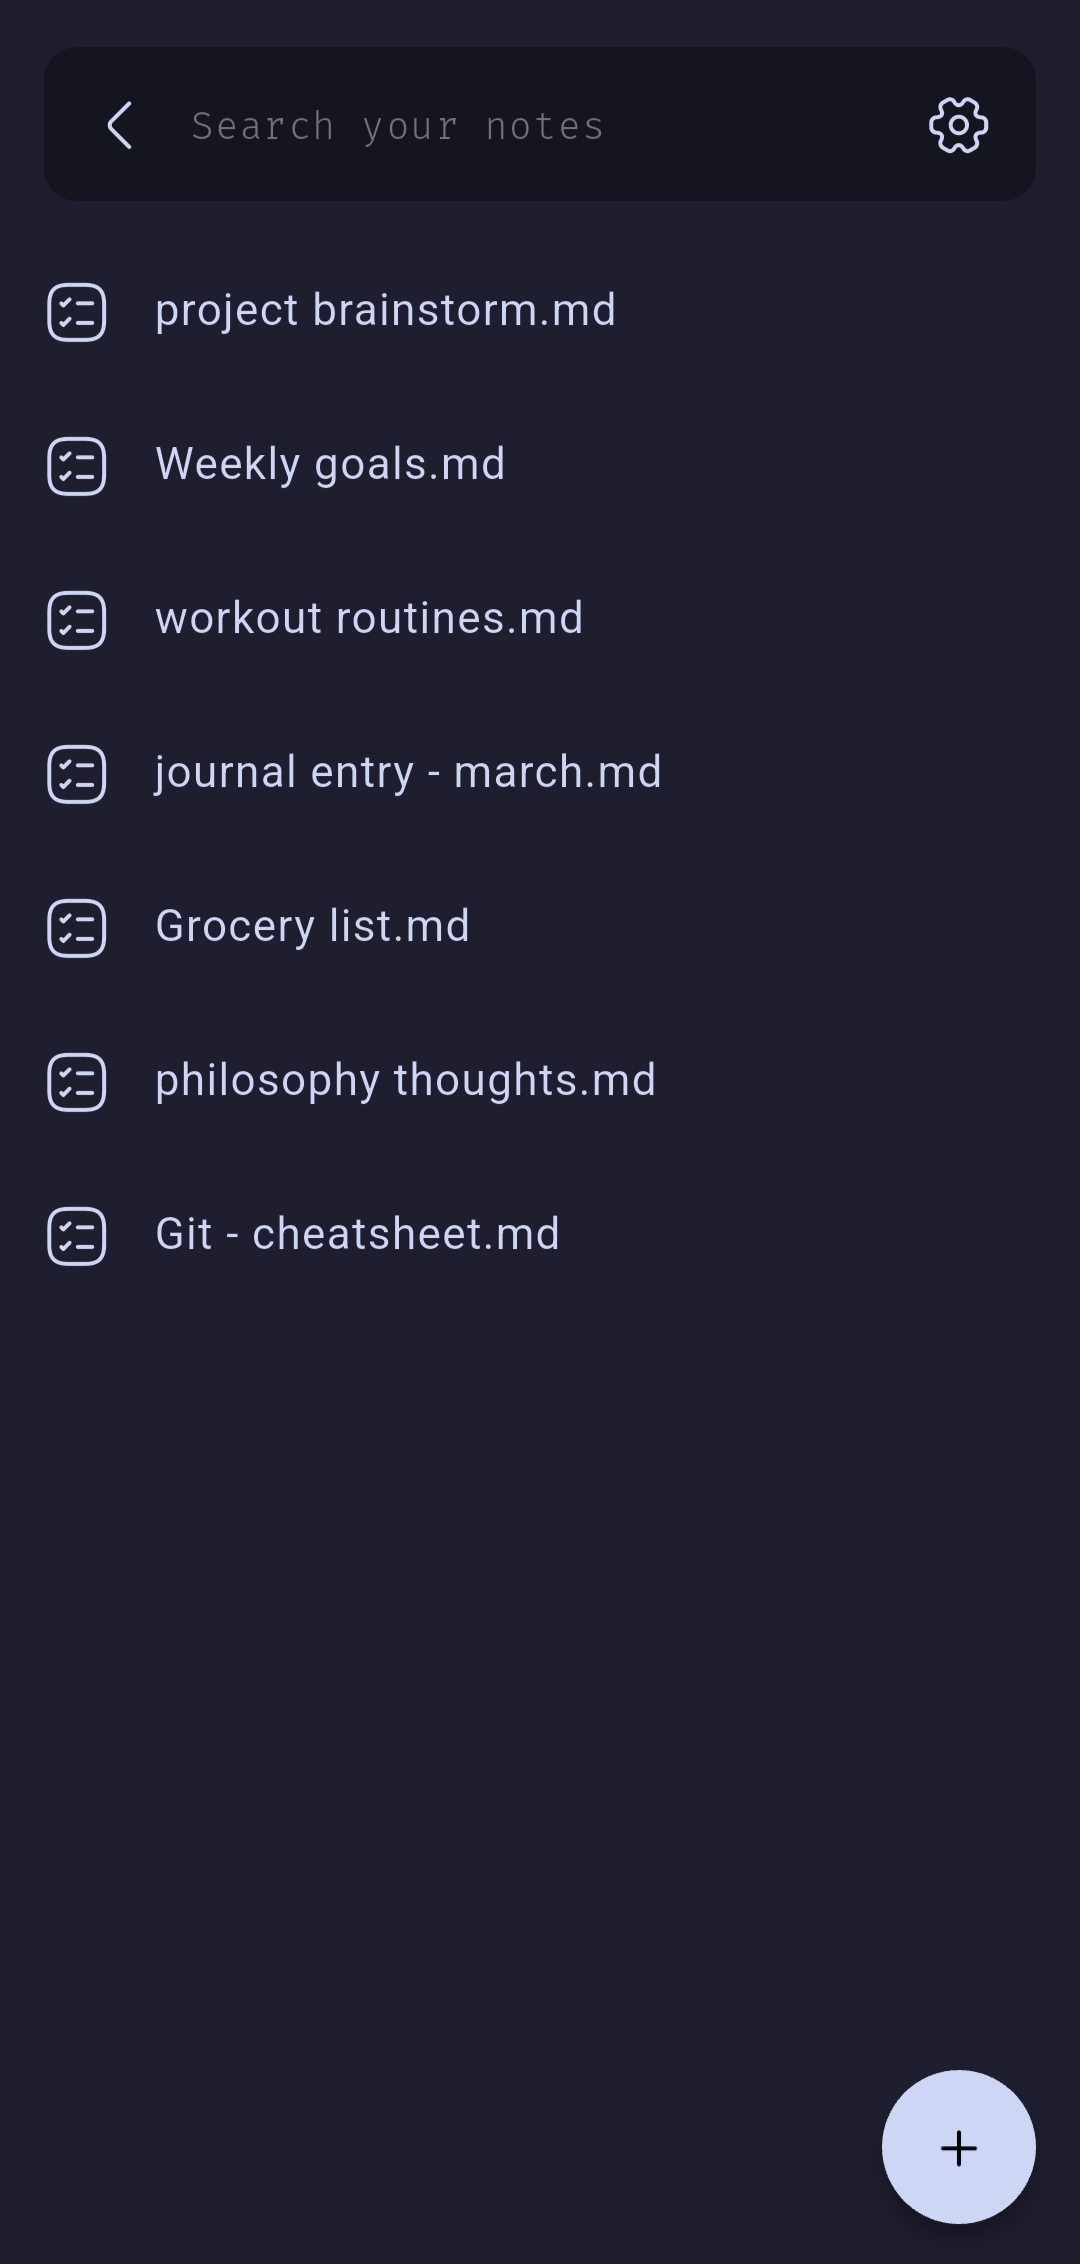 Search your notes
project brainstorm.md
Weekly goals.md
workout routines.md
journal entry - march.md
Grocery list.md
philosophy thoughts.md
Git - cheatsheet.md